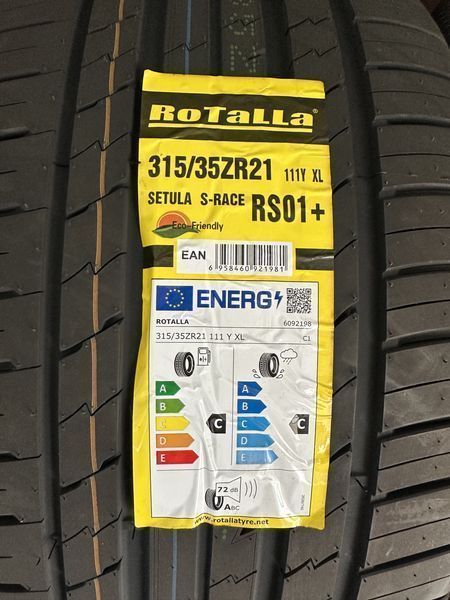 RoTaLLa®
315/35ZR21 111Y XL
SETULA S-RACE RS01+
Eco-Friendly
EAN
6 958460 921981
ENERG
ROTALLA 6092198
315/35ZR21 111 Y XL C1
A A
B B
C C C C
D D
E E
72 dB
ABC
www.rotallatyre.net